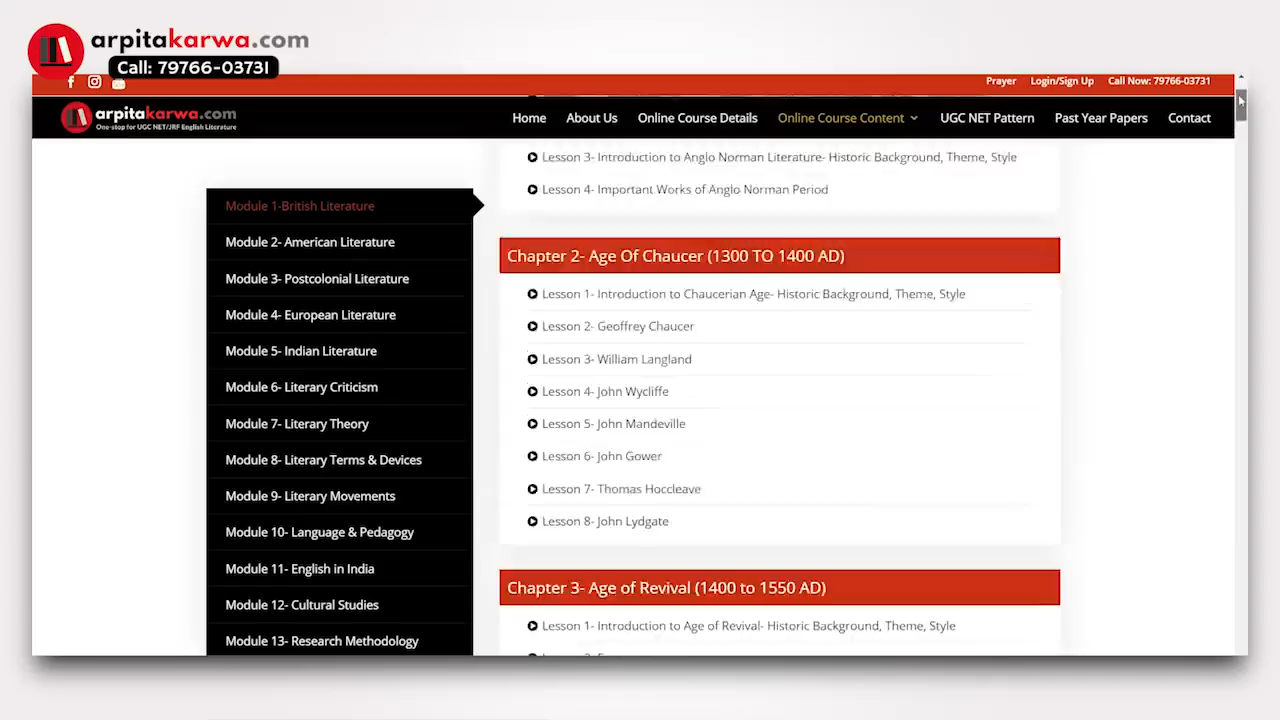 arpitakarwa.com
Call: 79766-03731
Prayer Login/Sign Up Call Now: 79766-03731
arpitakarwa.com
One-stop for UGC NET/JRF English Literature
Home About Us Online Course Details Online Course Content UGC NET Pattern Past Year Papers Contact
Module 1-British Literature
Module 2- American Literature
Module 3- Postcolonial Literature
Module 4- European Literature
Module 5- Indian Literature
Module 6- Literary Criticism
Module 7- Literary Theory
Module 8- Literary Terms & Devices
Module 9- Literary Movements
Module 10- Language & Pedagogy
Module 11- English in India
Module 12- Cultural Studies
Module 13- Research Methodology
Lesson 3- Introduction to Anglo Norman Literature- Historic Background, Theme, Style
Lesson 4- Important Works of Anglo Norman Period
Chapter 2- Age Of Chaucer (1300 TO 1400 AD)
Lesson 1- Introduction to Chaucerian Age- Historic Background, Theme, Style
Lesson 2- Geoffrey Chaucer
Lesson 3- William Langland
Lesson 4- John Wycliffe
Lesson 5- John Mandeville
Lesson 6- John Gower
Lesson 7- Thomas Hoccleave
Lesson 8- John Lydgate
Chapter 3- Age of Revival (1400 to 1550 AD)
Lesson 1- Introduction to Age of Revival- Historic Background, Theme, Style